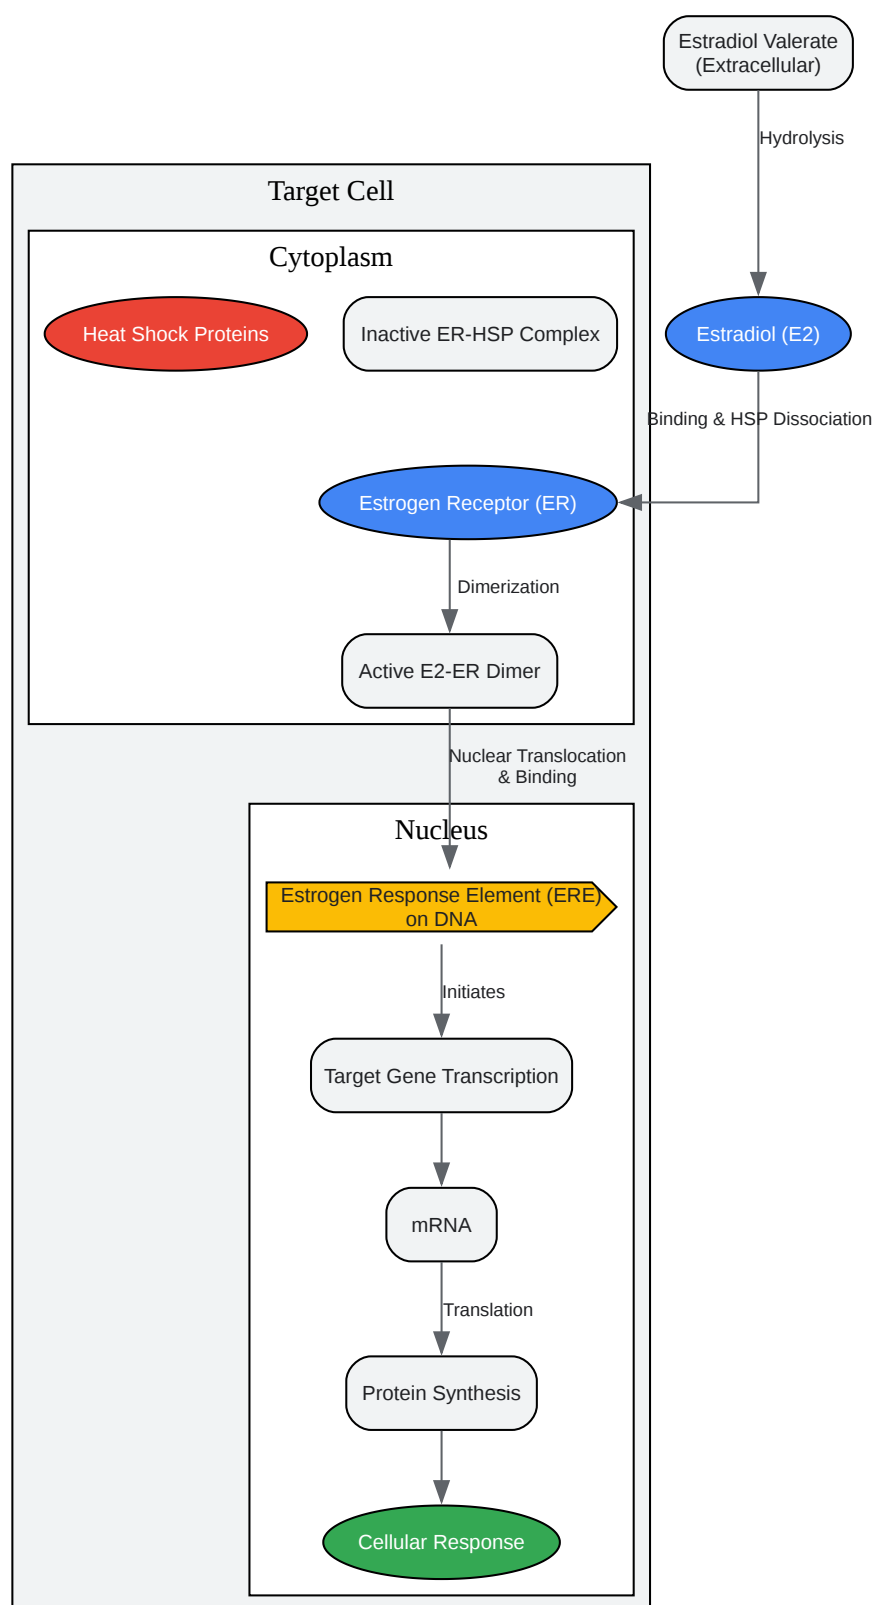 Estradiol Valerate
(Extracellular)
Hydrolysis
Target Cell
Cytoplasm
Heat Shock Proteins
Inactive ER-HSP Complex
Estradiol (E2)
Binding & HSP Dissociation
Estrogen Receptor (ER)
Dimerization
Active E2-ER Dimer
Nuclear Translocation
& Binding
Nucleus
Estrogen Response Element (ERE)
on DNA
Initiates
Target Gene Transcription
mRNA
Translation
Protein Synthesis
Cellular Response